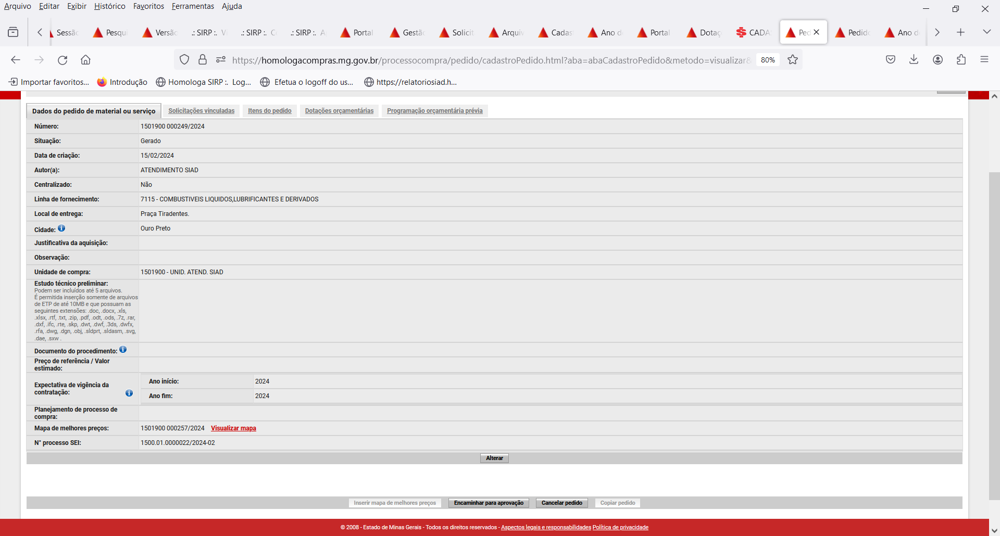 Arquivo Editar Exibir Histórico Favoritos Ferramentas Ajuda
Sessão Pesqui Versão .: SIRP :. V .: SIRP :. C .: SIRP :. A Portal Gestã Solicit Arquiv Cadas Ano d Portal Dotaç CADA Ped Pedid Ano d
https://homologacompras.mg.gov.br/processocompra/pedido/cadastroPedido.html?aba=abaCadastroPedido&metodo=visualizar& 80%
Importar favoritos... Introdução Homologa SIRP :. Log... Efetua o logoff do us... https://relatoriosiad.h...
Dados do pedido de material ou serviço Solicitações vinculadas Itens do pedido Dotações orçamentárias Programação orçamentária prévia
Número: 1501900 000249/2024
Situação: Gerado
Data de criação: 15/02/2024
Autor(a): ATENDIMENTO SIAD
Centralizado: Não
Linha de fornecimento: 7115 - COMBUSTIVEIS LIQUIDOS,LUBRIFICANTES E DERIVADOS
Local de entrega: Praça Tiradentes.
Cidade: Ouro Preto
Justificativa da aquisição:
Observação:
Unidade de compra: 1501900 - UNID. ATEND. SIAD
Estudo técnico preliminar:
Podem ser incluídos até 5 arquivos.
É permitida inserção somente de arquivos
de ETP de até 10MB e que possuam as
seguintes extensões: .doc, .docx, .xls,
.xlsx, .rtf, .txt, .zip, .pdf, .odt, .ods, .7z, .rar,
.dxf, .ifc, .rte, .skp, .dwt, .dwf, .3ds, .dwfx,
.rfa, .dwg, .dgn, .obj, .sldprt, .sldasm, .svg,
.dae, .sxw .
Documento do procedimento:
Preço de referência / Valor
estimado:
Expectativa de vigência da
contratação:
Ano início: 2024
Ano fim: 2024
Planejamento de processo de
compra:
Mapa de melhores preços: 1501900 000257/2024 Visualizar mapa
N° processo SEI: 1500.01.0000022/2024-02
Alterar
Inserir mapa de melhores preços Encaminhar para aprovação Cancelar pedido Copiar pedido
© 2008 - Estado de Minas Gerais - Todos os direitos reservados - Aspectos legais e responsabilidades Política de privacidade